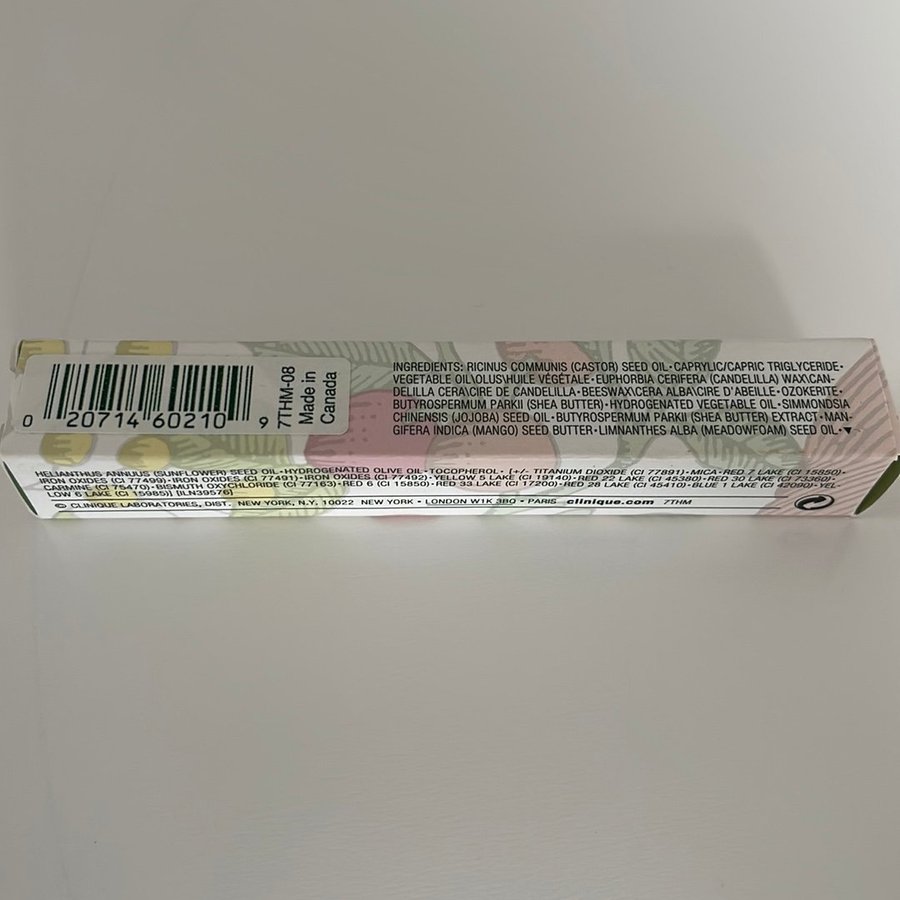 0 20714 60210 9
7THM-08
Made in
Canada
INGREDIENTS: RICINUS COMMUNIS (CASTOR) SEED OIL•CAPRYLIC/CAPRIC TRIGLYCERIDE•
VEGETABLE OIL\OLUS\HUILE VÉGÉTALE•EUPHORBIA CERIFERA (CANDELILLA) WAX\CAN-
DELILLA CERA\CIRE DE CANDELILLA•BEESWAX\CERA ALBA\CIRE D'ABEILLE•OZOKERITE•
BUTYROSPERMUM PARKII (SHEA BUTTER)•HYDROGENATED VEGETABLE OIL•SIMMONDSIA
CHINENSIS (JOJOBA) SEED OIL•BUTYROSPERMUM PARKII (SHEA BUTTER) EXTRACT•MAN-
GIFERA INDICA (MANGO) SEED BUTTER•LIMNANTHES ALBA (MEADOWFOAM) SEED OIL•▼
HELIANTHUS ANNUUS (SUNFLOWER) SEED OIL•HYDROGENATED OLIVE OIL•TOCOPHEROL• [+/- TITANIUM DIOXIDE (CI 77891)•MICA•RED 7 LAKE (CI 15850)•
IRON OXIDES (CI 77499)•IRON OXIDES (CI 77491)•IRON OXIDES (CI 77492)•YELLOW 5 LAKE (CI 19140)•RED 22 LAKE (CI 45380)•RED 30 LAKE (CI 73360)•
CARMINE (CI 75470)•BISMUTH OXYCHLORIDE (CI 77163)•RED 6 (CI 15850)•RED 33 LAKE (CI 17200)•RED 28 LAKE (CI 45410)•BLUE 1 LAKE (CI 42090)•YEL-
LOW 6 LAKE (CI 15985)] [ILN39576]
© CLINIQUE LABORATORIES, DIST. NEW YORK, N.Y. 10022 NEW YORK • LONDON W1K 3BQ • PARIS clinique.com 7THM